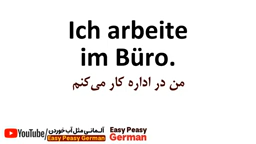 Ich arbeite
im Büro.
من در اداره کار می‌کنم
YouTube/ آلمانی مثل آب خوردن Easy Peasy
Easy Peasy German German